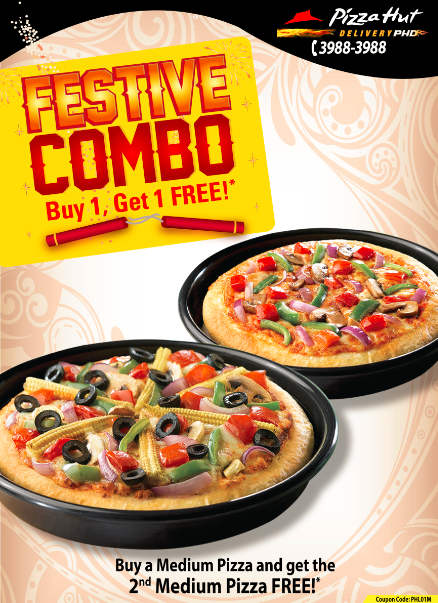 Pizza Hut
DELIVERY PHD
3988-3988
FESTIVE
COMBO
Buy 1, Get 1 FREE!*
Buy a Medium Pizza and get the
2nd Medium Pizza FREE!*
Coupon Code: PHL01M